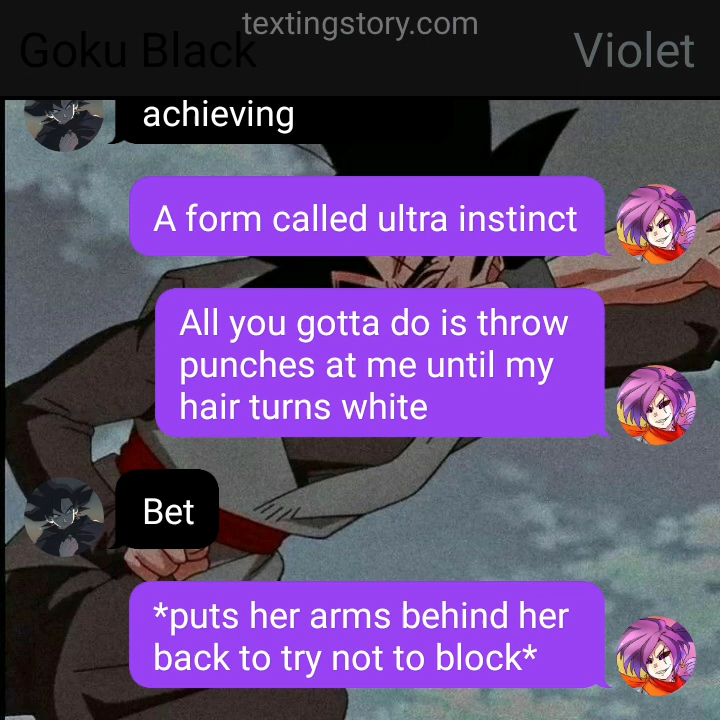 textingstory.com
Goku Black
Violet
achieving
A form called ultra instinct
All you gotta do is throw
punches at me until my
hair turns white
Bet
*puts her arms behind her
back to try not to block*